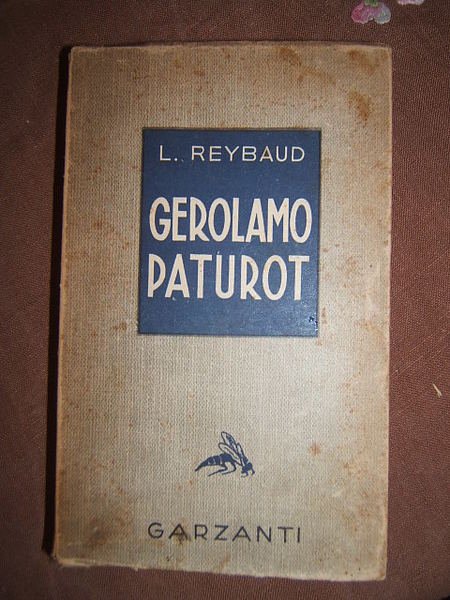 L. REYBAUD
GEROLAMO
PATUROT
GARZANTI